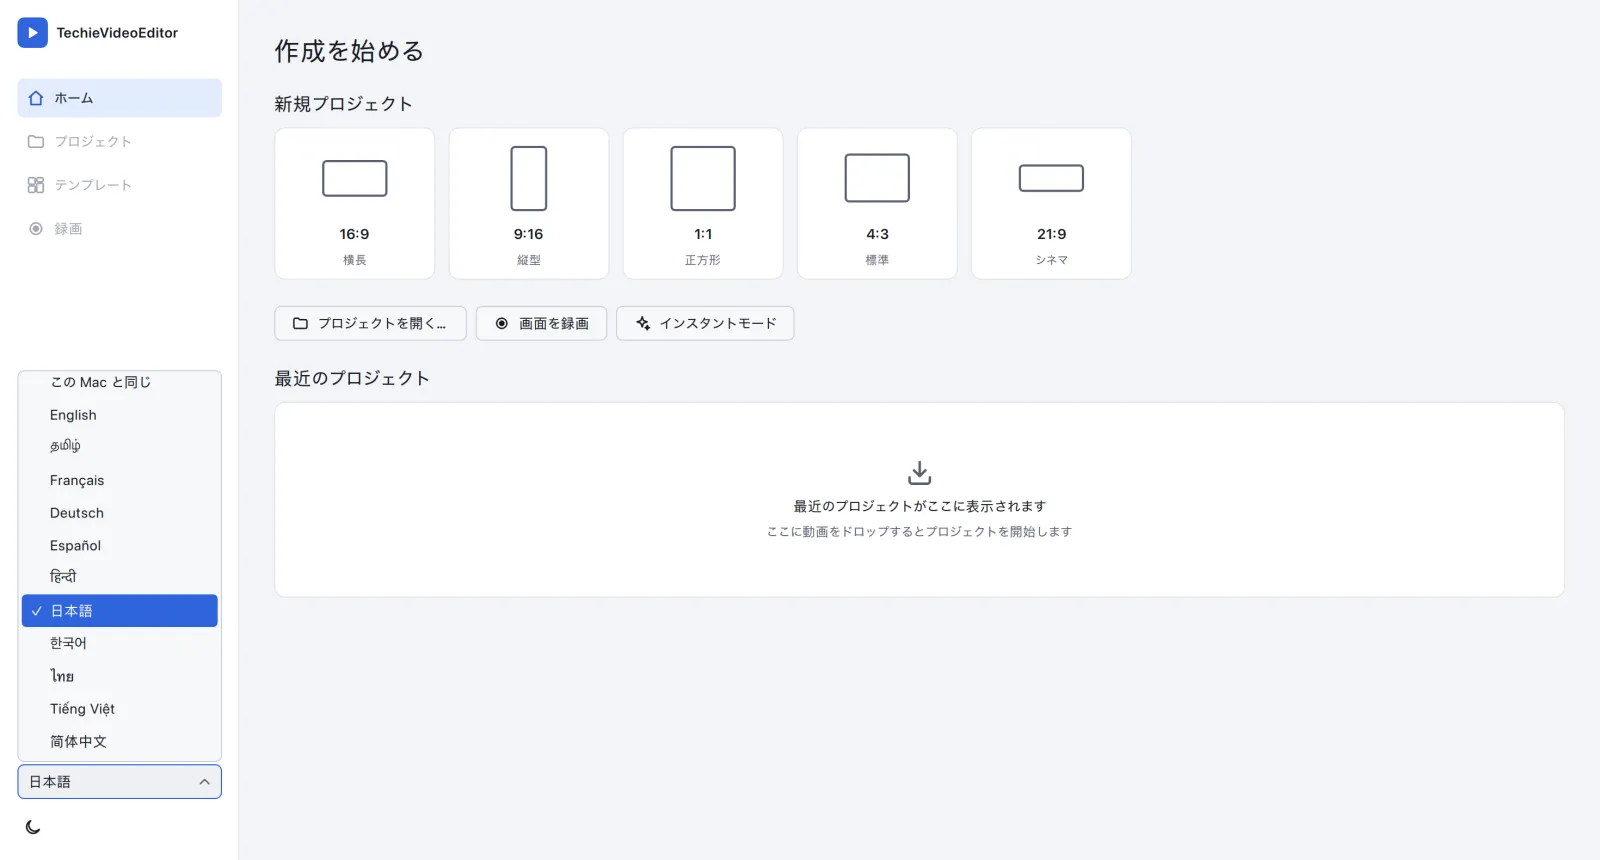 TechieVideoEditor
ホーム
プロジェクト
テンプレート
録画
作成を始める
新規プロジェクト
16:9
横長
9:16
縦型
1:1
正方形
4:3
標準
21:9
シネマ
プロジェクトを開く...
画面を録画
インスタントモード
最近のプロジェクト
最近のプロジェクトがここに表示されます
ここに動画をドロップするとプロジェクトを開始します
この Mac と同じ
English
தமிழ்
Français
Deutsch
Español
हिन्दी
日本語
한국어
ไทย
Tiếng Việt
简体中文
日本語